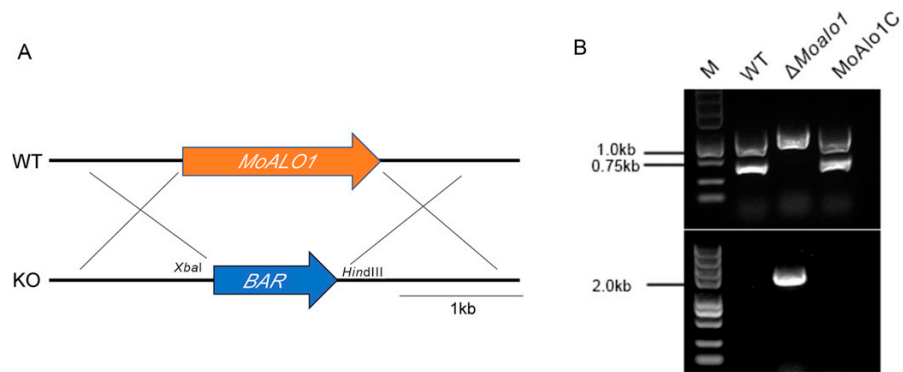 A
WT
MoALO1
XbaI
HindIII
KO
BAR
1kb
B
M WT ΔMoalo1 MoAlo1C
1.0kb
0.75kb
2.0kb